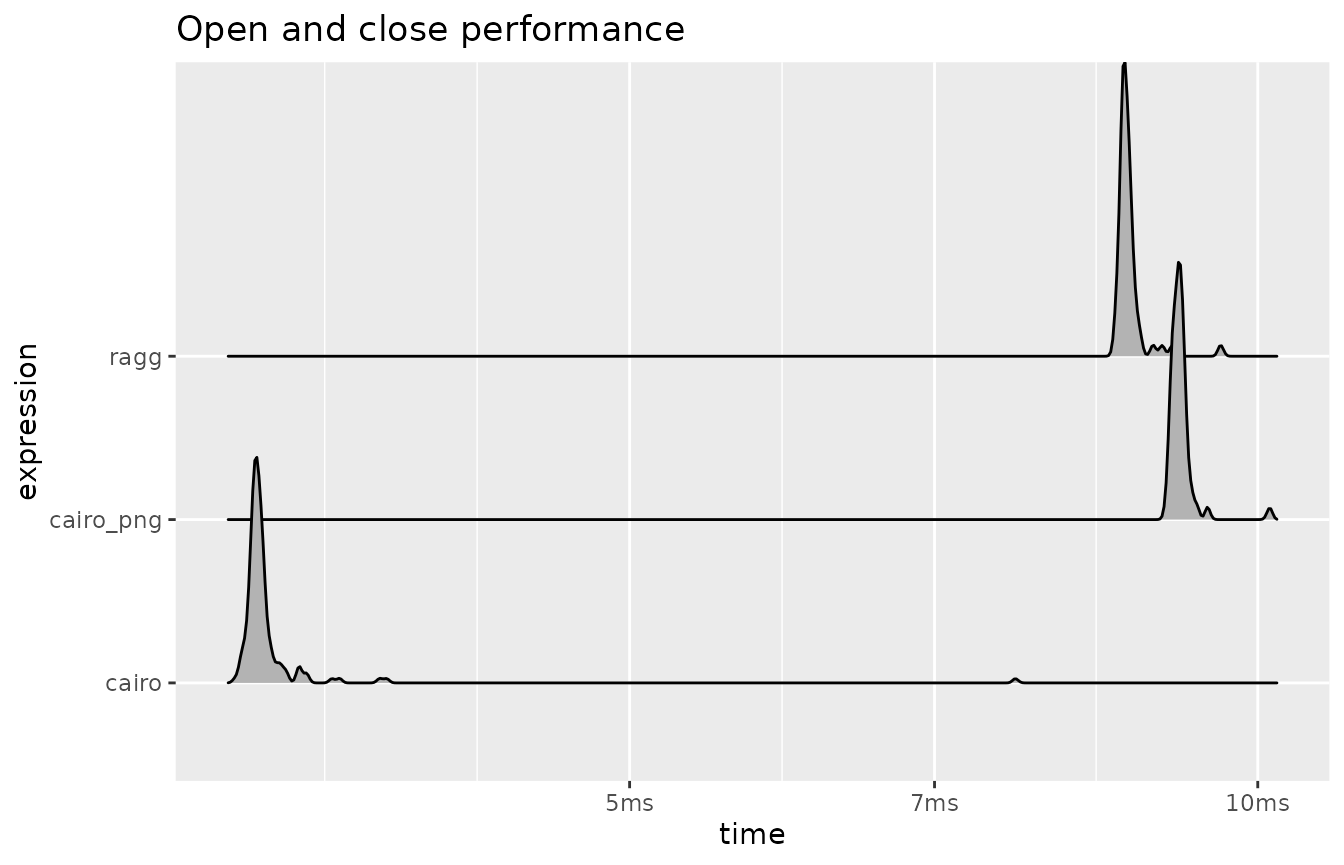 Open and close performance
expression
ragg
cairo_png
cairo
5ms
7ms
10ms
time